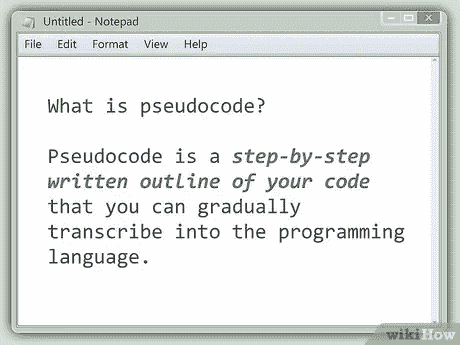 Untitled - Notepad
File Edit Format View Help
What is pseudocode?
Pseudocode is a step-by-step
written outline of your code
that you can gradually
transcribe into the programming
language.
wikiHow